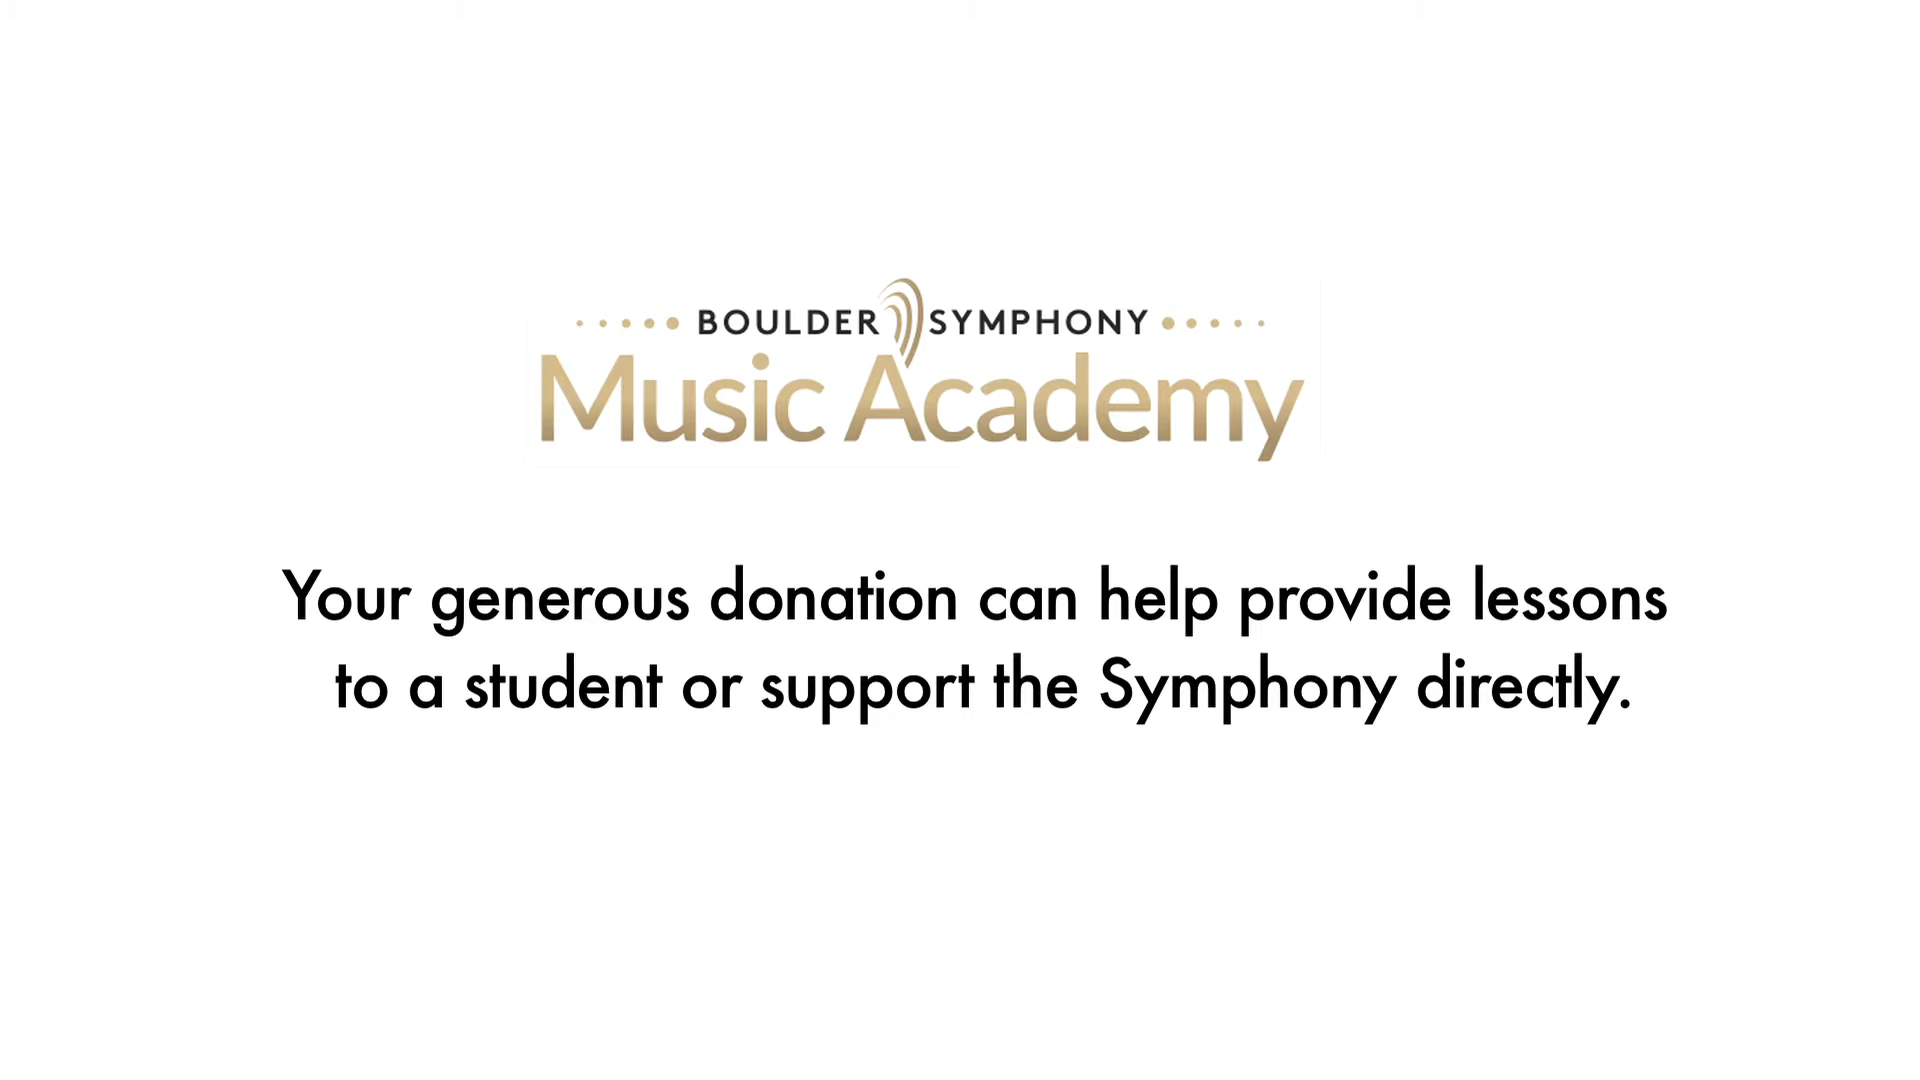 BOULDER SYMPHONY
Music Academy
Your generous donation can help provide lessons
to a student or support the Symphony directly.